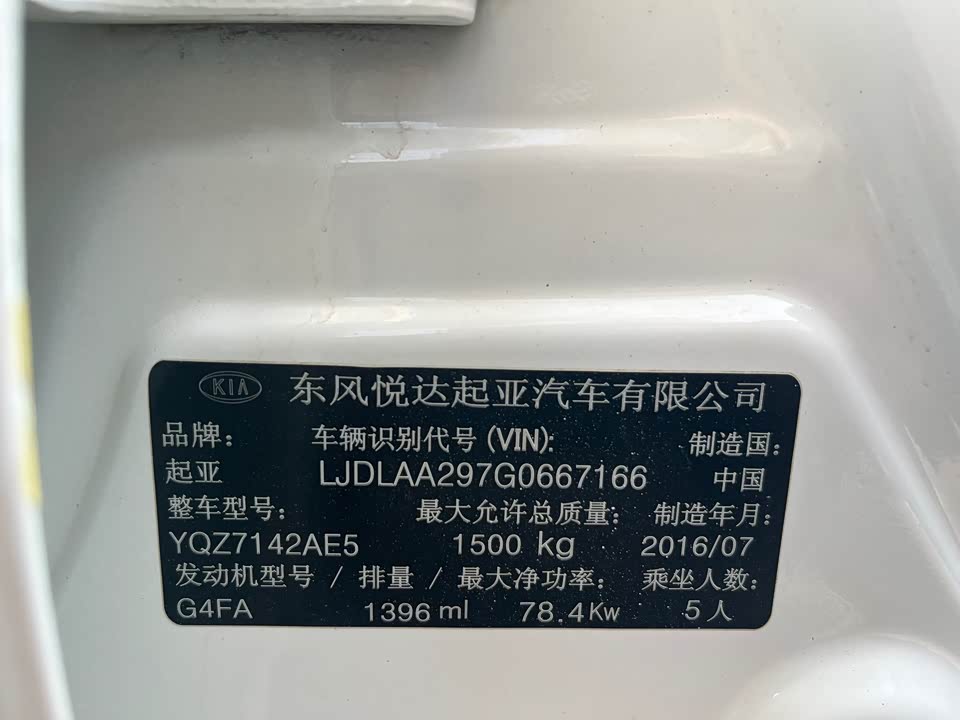 KIA 东风悦达起亚汽车有限公司
品牌： 车辆识别代号(VIN): 制造国：
起亚 LJDLAA297G0667166 中国
整车型号： 最大允许总质量： 制造年月：
YQZ7142AE5 1500 kg 2016/07
发动机型号 / 排量 / 最大净功率： 乘坐人数：
G4FA 1396 ml 78.4Kw 5人